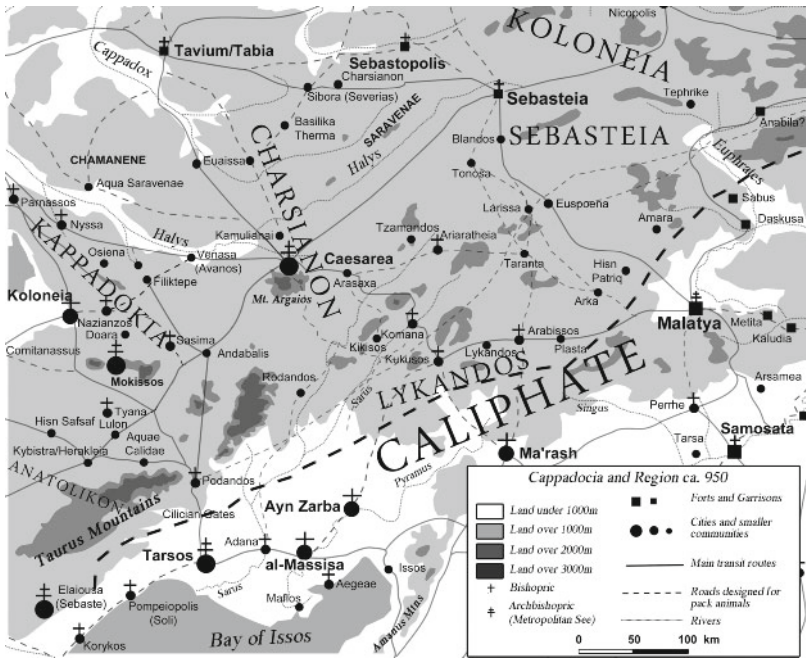 Nicopolis
KOLONEIA
Cappadox
Tavium/Tabia
Sebastopolis
Charsianon
Sibora (Severias)
Tephrike
Sebasteia
Anabila?
Basilika
Therma
SARAVENAE
Blandos
SEBASTEIA
CHARSIANON
CHAMANENE
Euaissa
Halys
Tonosa
Euphrates
Aqua Saravenae
Parnassos
Sabus
Nyssa
Larissa
Euspoena
Daskusa
KAPPADOKIA
Halys
Kamulianai
Tzamandos
Ariaratheia
Amara
Osiena
Venasa
(Avanos)
Caesarea
Taranta
Hisn
Patriq
Filiktepe
Arasaxa
Koloneia
Mt. Argaios
Arka
Malatya
Nazianzos
Doara
Sasima
Komana
Metita
Comitanassus
Kikisos
Arabissos
Kaludia
Andabalis
Kukusos
Lykandos
Plasta
Mokissos
Rodandos
LYKANDOS
CALIPHATE
Arsamea
Sarus
Singus
Tyana
Perrhe
Hisn Safsaf
Lulon
Samosata
Kybistra/Herakleia
Aquae
Calidae
Tarsa
Ma'rash
ANATOLIKON
Podandos
Pyramus
Taurus Mountains
Ayn Zarba
Cilician Gates
Tarsos
Adana
al-Massisa
Issos
Elaiousa
(Sebaste)
Sarus
Aegeae
Pompeiopolis
(Soli)
Mallos
Amanus Mtns
Korykos
Bay of Issos
Cappadocia and Region ca. 950
Land under 1000m
Land over 1000m
Land over 2000m
Land over 3000m
Bishopric
Archbishopric
(Metropolitan See)
Forts and Garrisons
Cities and smaller
communities
Main transit routes
Roads designed for
pack animals
Rivers
0 50 100 km